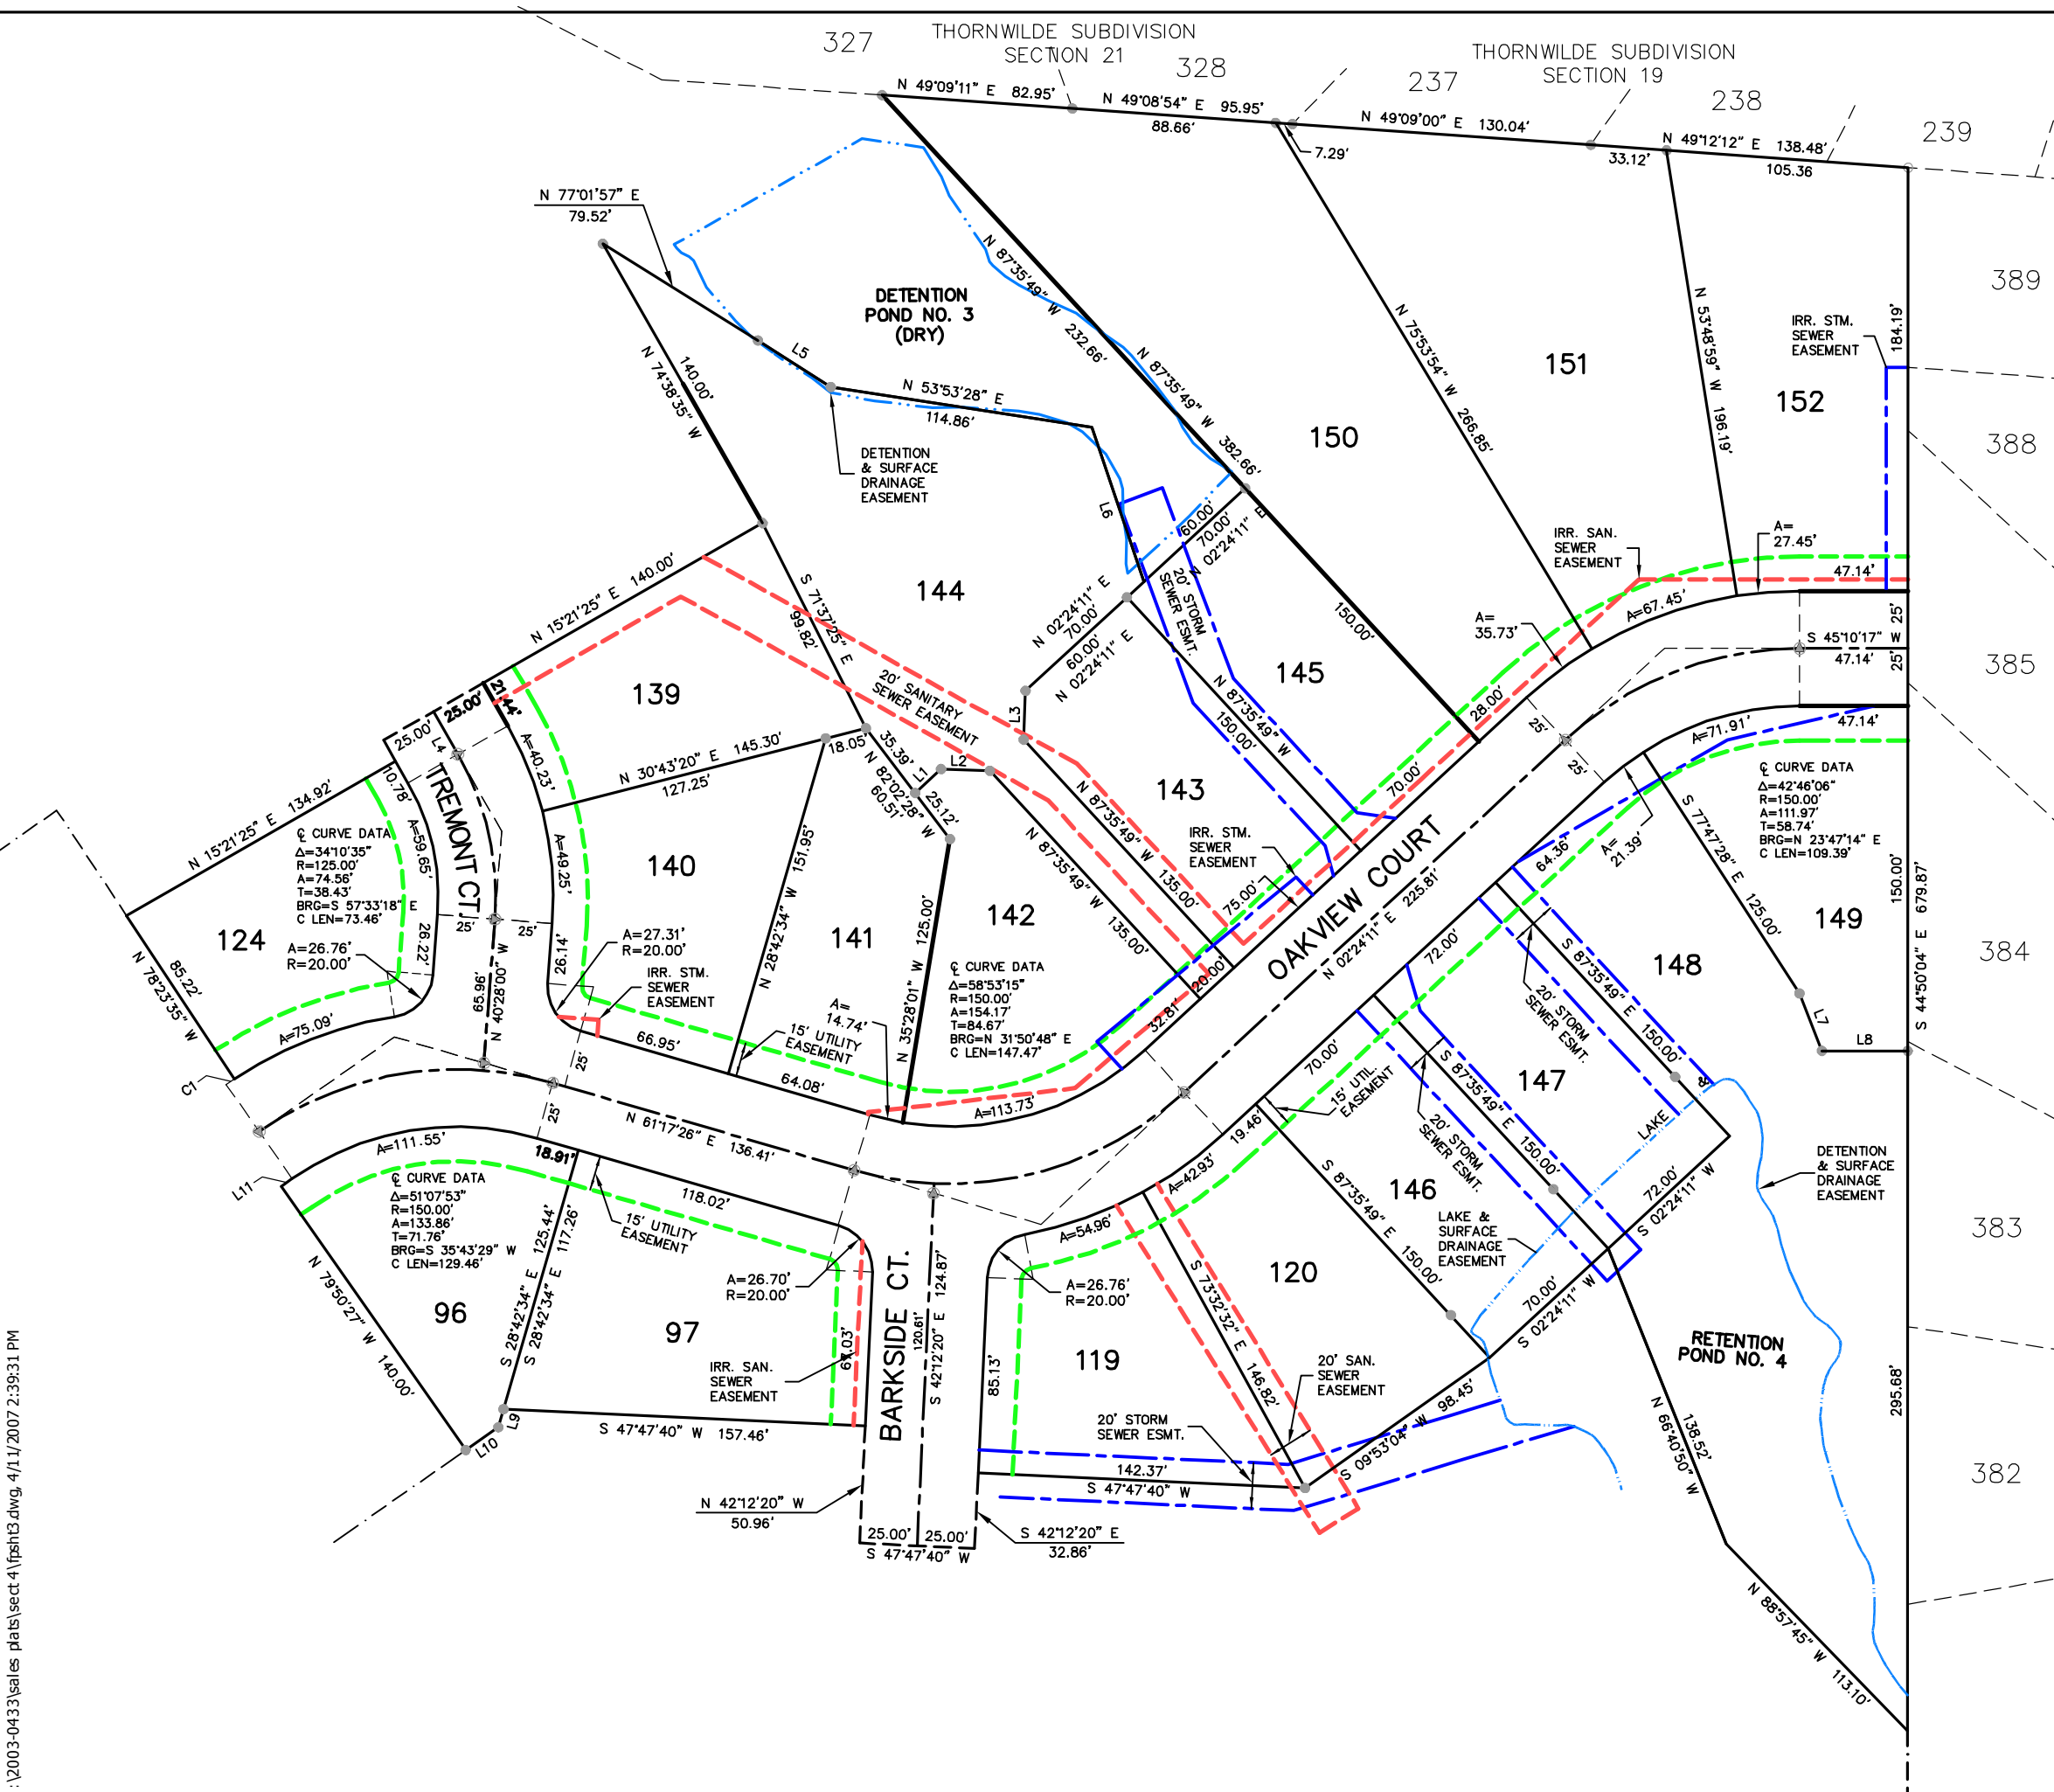 THORNWILDE SUBDIVISION
SECTION 21
THORNWILDE SUBDIVISION
SECTION 19
327
328
237
238
239
N 49°09'11" E 82.95'
N 49°08'54" E 95.95'
88.66'
7.29'
N 49°09'00" E 130.04'
33.12'
N 49°12'12" E 138.48'
105.36
N 77°01'57" E
79.52'
DETENTION
POND NO. 3
(DRY)
N 87°35'49" W 232.66'
N 87°35'49" W 382.66'
N 75°53'54" W 266.85'
N 53°48'59" W 196.19'
184.19'
IRR. STM.
SEWER
EASEMENT
389
388
151
152
150
L5
N 53°53'28" E
114.86'
140.00'
N 74°38'35" W
DETENTION
& SURFACE
DRAINAGE
EASEMENT
L6
60.00'
70.00'
N 02°24'11" E
20' STORM
SEWER ESMT.
IRR. SAN.
SEWER
EASEMENT
A=
27.45'
47.14'
A=67.45'
A=
35.73'
25'
S 45°10'17" W
47.14'
25'
385
144
N 15°21'25" E 140.00'
S 71°37'25" E
99.82'
N 02°24'11" E
70.00'
60.00'
N 02°24'11" E
150.00'
145
139
20' SANITARY
SEWER EASEMENT
L3
N 87°35'49" W
150.00'
28.00'
25'
25'
47.14'
A=71.91'
25.00'
21.44'
25.00'
L4
A=40.23'
N 30°43'20" E 145.30'
127.25'
18.05'
35.39'
L1
L2
N 82°02'28" W
60.51'
25.12'
143
70.00'
10.78'
TREMONT CT.
N 15°21'25" E 134.92'
℄ CURVE DATA
Δ=34°10'35"
R=125.00'
A=74.56'
T=38.43'
BRG=S 57°33'18" E
C LEN=73.46'
A=59.65'
A=49.25'
140
N 28°42'34" W 151.95'
N 87°35'49" W 135.00'
N 87°35'49" W
135.00'
IRR. STM.
SEWER
EASEMENT
75.00'
OAKVIEW COURT
N 02°24'11" E 225.81'
A=
21.39'
64.36'
S 77°47'28" E 125.00'
℄ CURVE DATA
Δ=42°46'06"
R=150.00'
A=111.97'
T=58.74'
BRG=N 23°47'14" E
C LEN=109.39'
149
150.00'
S 44°50'04" E 679.87'
384
124
A=26.76'
R=20.00'
26.22'
25'
25'
65.96'
N 40°28'00" W
26.14'
A=27.31'
R=20.00'
IRR. STM.
SEWER
EASEMENT
141
N 35°28'01" W 125.00'
142
℄ CURVE DATA
Δ=58°53'15"
R=150.00'
A=154.17'
T=84.67'
BRG=N 31°50'48" E
C LEN=147.47'
20.00'
32.81'
72.00'
S 87°35'49" E 150.00'
148
20' STORM
SEWER ESMT.
L7
L8
85.22'
N 78°23'35" W
A=75.09'
C1
66.95'
25'
25'
15' UTILITY
EASEMENT
A=
14.74'
64.08'
A=113.73'
70.00'
S 87°35'49" E 150.00'
147
20' STORM
SEWER ESMT.
LAKE &
15' UTIL.
EASEMENT
19.46'
A=42.93'
DETENTION
& SURFACE
DRAINAGE
EASEMENT
A=111.55'
L11
18.91'
N 61°17'26" E 136.41'
118.02'
15' UTILITY
EASEMENT
℄ CURVE DATA
Δ=51°07'53"
R=150.00'
A=133.86'
T=71.76'
BRG=S 35°43'29" W
C LEN=129.46'
N 79°50'27" W 140.00'
96
S 28°42'34" E 125.44'
S 28°42'34" E 117.26'
97
A=26.70'
R=20.00'
IRR. SAN.
SEWER
EASEMENT
67.03'
BARKSIDE CT.
120.61'
S 42°12'20" E 124.87'
85.13'
A=54.96'
A=26.76'
R=20.00'
119
S 73°32'32" E 146.82'
120
S 87°35'49" E 150.00'
146
LAKE &
SURFACE
DRAINAGE
EASEMENT
70.00'
S 02°24'11" W
72.00'
S 02°24'11" W
RETENTION
POND NO. 4
383
20' SAN.
SEWER
EASEMENT
20' STORM
SEWER ESMT.
S 09°53'04" W 98.45'
138.52'
N 66°40'50" W
295.68'
382
L9
L10
S 47°47'40" W 157.46'
142.37'
S 47°47'40" W
N 42°12'20" W
50.96'
25.00'
25.00'
S 47°47'40" W
S 42°12'20" E
32.86'
N 88°57'45" W 113.10'
:\2003-0433\sales plats\sect 4\fpsht3.dwg, 4/11/2007 2:39:31 PM